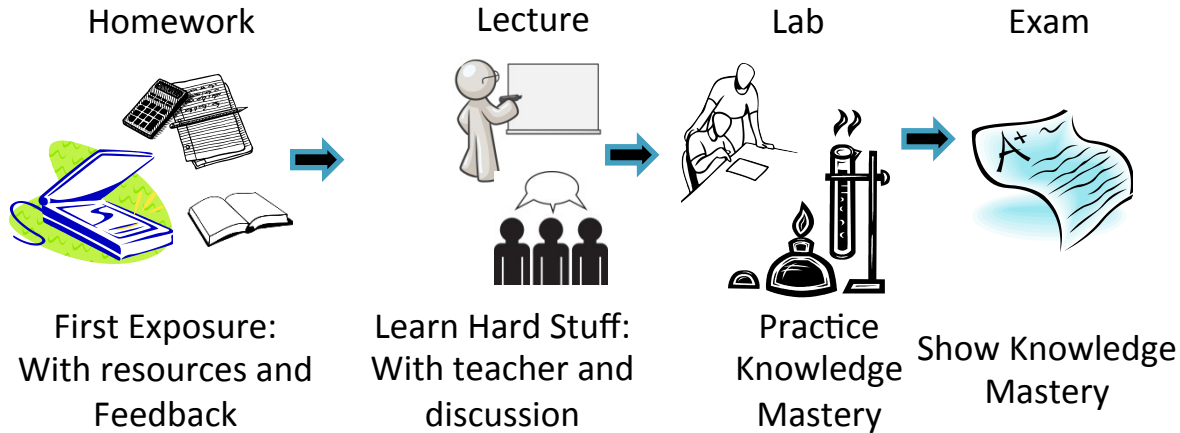 Homework
Lecture
Lab
Exam
A+
First Exposure:
With resources and
Feedback
Learn Hard Stuff:
With teacher and
discussion
Practice
Knowledge
Mastery
Show Knowledge
Mastery